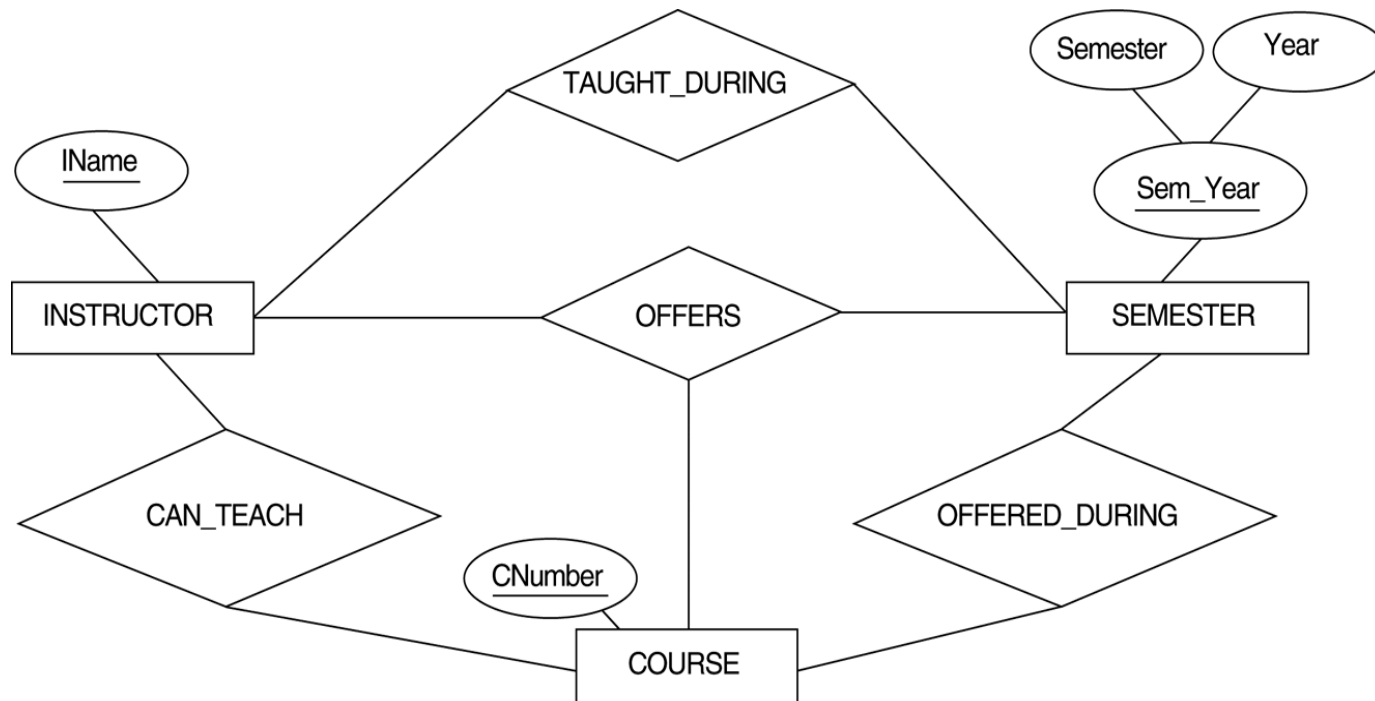 Semester
Year
TAUGHT_DURING
IName
Sem_Year
INSTRUCTOR
OFFERS
SEMESTER
CAN_TEACH
OFFERED_DURING
CNumber
COURSE